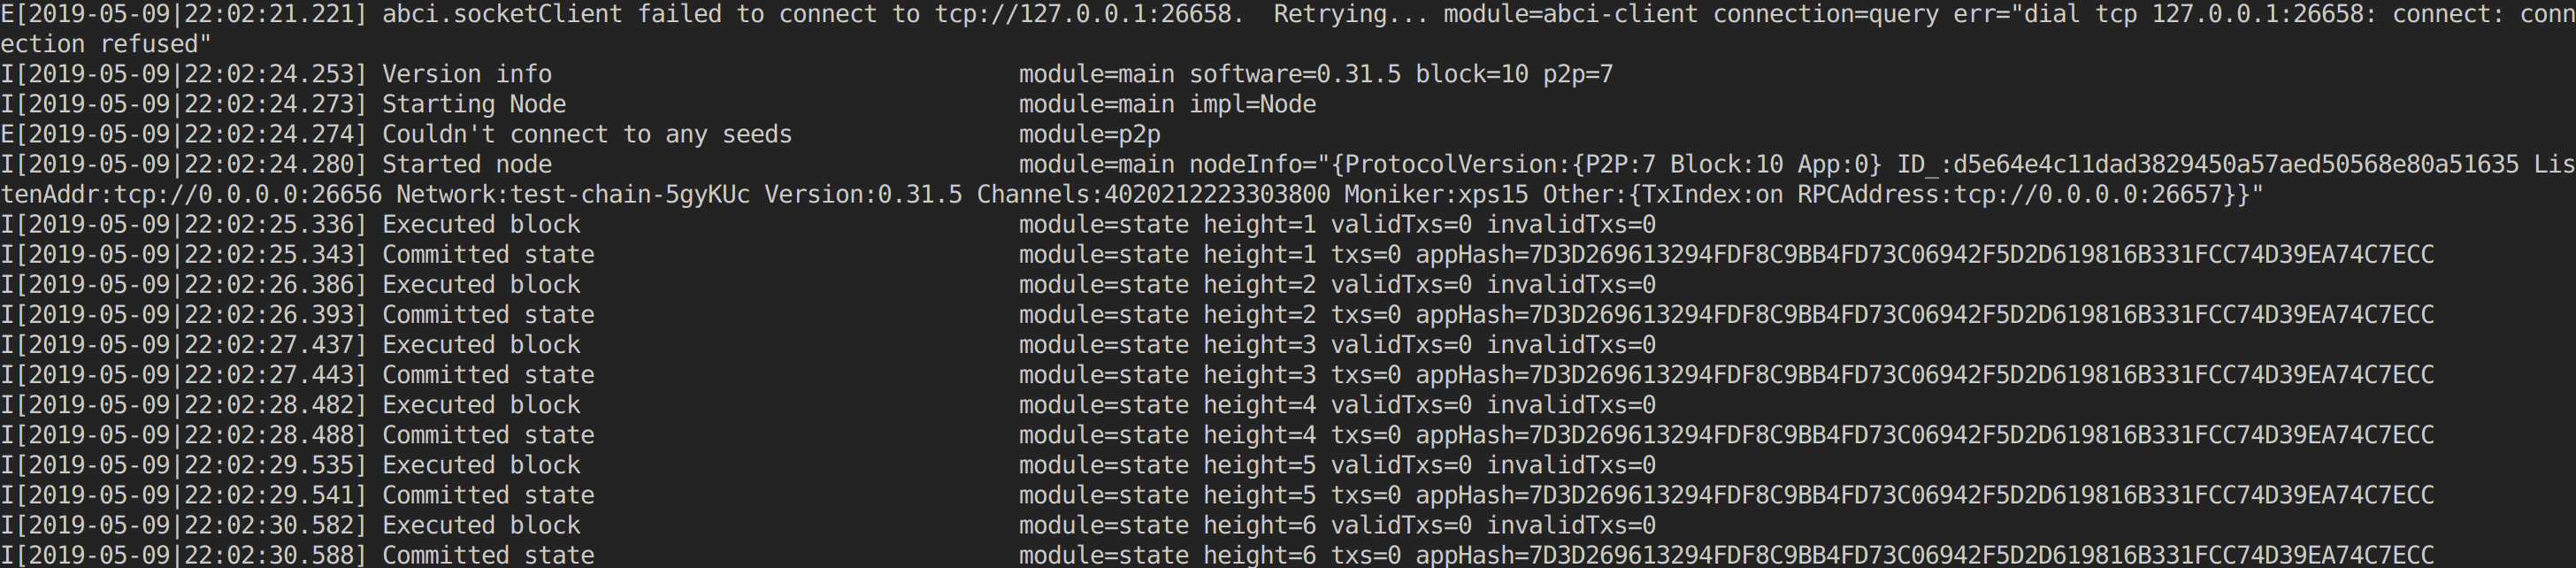 E[2019-05-09|22:02:21.221] abci.socketClient failed to connect to tcp://127.0.0.1:26658.  Retrying... module=abci-client connection=query err="dial tcp 127.0.0.1:26658: connect: conn
ection refused"
I[2019-05-09|22:02:24.253] Version info                                 module=main software=0.31.5 block=10 p2p=7
I[2019-05-09|22:02:24.273] Starting Node                                module=main impl=Node
E[2019-05-09|22:02:24.274] Couldn't connect to any seeds                module=p2p
I[2019-05-09|22:02:24.280] Started node                                 module=main nodeInfo="{ProtocolVersion:{P2P:7 Block:10 App:0} ID_:d5e64e4c11dad3829450a57aed50568e80a51635 Lis
tenAddr:tcp://0.0.0.0:26656 Network:test-chain-5gyKUc Version:0.31.5 Channels:4020212223303800 Moniker:xps15 Other:{TxIndex:on RPCAddress:tcp://0.0.0.0:26657}}"
I[2019-05-09|22:02:25.336] Executed block                               module=state height=1 validTxs=0 invalidTxs=0
I[2019-05-09|22:02:25.343] Committed state                              module=state height=1 txs=0 appHash=7D3D269613294FDF8C9BB4FD73C06942F5D2D619816B331FCC74D39EA74C7ECC
I[2019-05-09|22:02:26.386] Executed block                               module=state height=2 validTxs=0 invalidTxs=0
I[2019-05-09|22:02:26.393] Committed state                              module=state height=2 txs=0 appHash=7D3D269613294FDF8C9BB4FD73C06942F5D2D619816B331FCC74D39EA74C7ECC
I[2019-05-09|22:02:27.437] Executed block                               module=state height=3 validTxs=0 invalidTxs=0
I[2019-05-09|22:02:27.443] Committed state                              module=state height=3 txs=0 appHash=7D3D269613294FDF8C9BB4FD73C06942F5D2D619816B331FCC74D39EA74C7ECC
I[2019-05-09|22:02:28.482] Executed block                               module=state height=4 validTxs=0 invalidTxs=0
I[2019-05-09|22:02:28.488] Committed state                              module=state height=4 txs=0 appHash=7D3D269613294FDF8C9BB4FD73C06942F5D2D619816B331FCC74D39EA74C7ECC
I[2019-05-09|22:02:29.535] Executed block                               module=state height=5 validTxs=0 invalidTxs=0
I[2019-05-09|22:02:29.541] Committed state                              module=state height=5 txs=0 appHash=7D3D269613294FDF8C9BB4FD73C06942F5D2D619816B331FCC74D39EA74C7ECC
I[2019-05-09|22:02:30.582] Executed block                               module=state height=6 validTxs=0 invalidTxs=0
I[2019-05-09|22:02:30.588] Committed state                              module=state height=6 txs=0 appHash=7D3D269613294FDF8C9BB4FD73C06942F5D2D619816B331FCC74D39EA74C7ECC